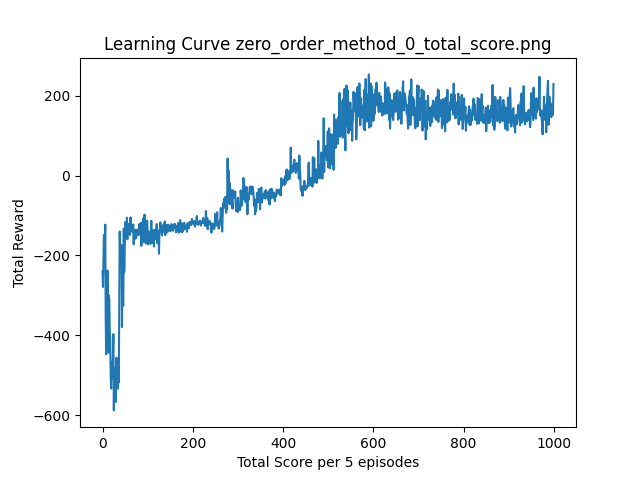 Learning Curve zero_order_method_0_total_score.png
Total Reward
200
0
−200
−400
−600
0 200 400 600 800 1000
Total Score per 5 episodes